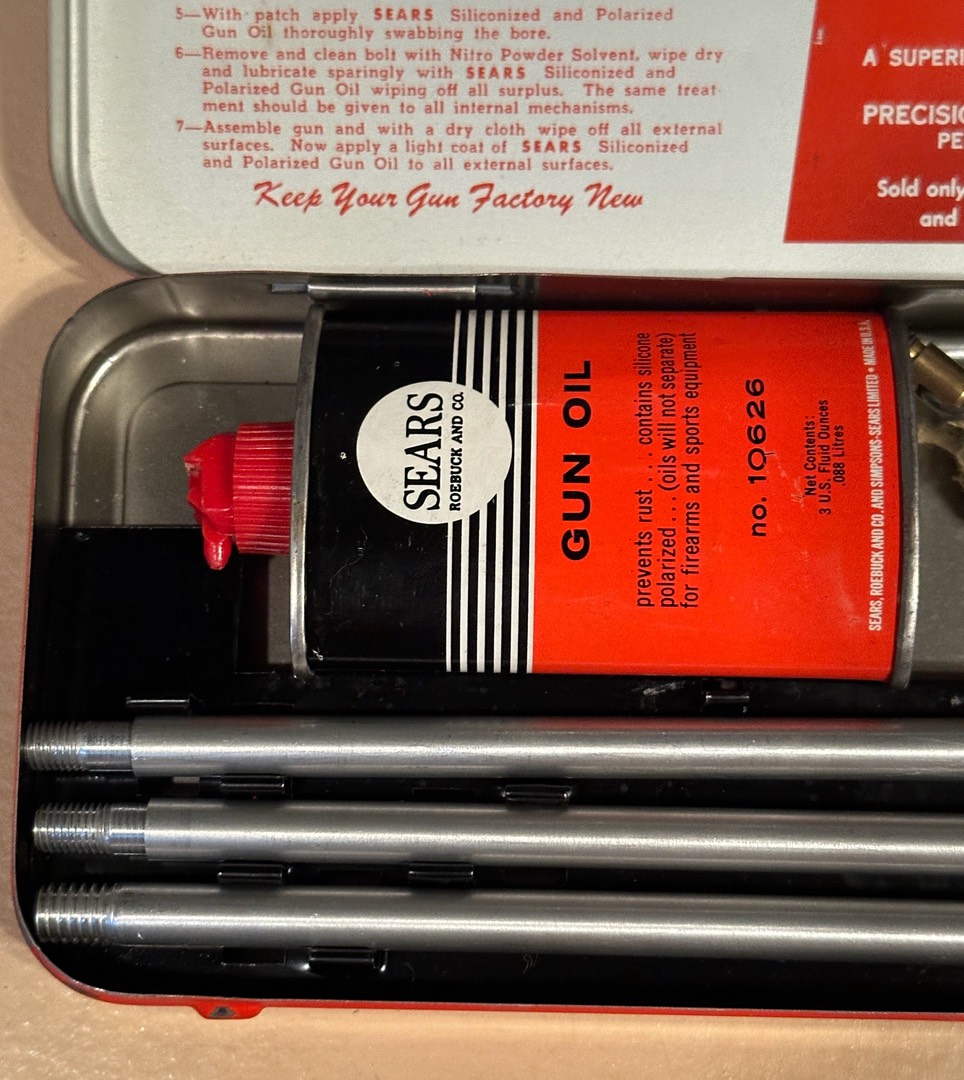 5—With patch apply SEARS Siliconized and Polarized
Gun Oil thoroughly swabbing the bore.
6—Remove and clean bolt with Nitro Powder Solvent, wipe dry
and lubricate sparingly with SEARS Siliconized and
Polarized Gun Oil wiping off all surplus. The same treat-
ment should be given to all internal mechanisms.
7—Assemble gun and with a dry cloth wipe off all external
surfaces. Now apply a light coat of SEARS Siliconized
and Polarized Gun Oil to all external surfaces.
Keep Your Gun Factory New
A SUPERI
PRECISIO
PE
Sold only
and
SEARS
ROEBUCK AND CO.
GUN OIL
prevents rust . . . . contains silicone
polarized . . . (oils will not separate)
for firearms and sports equipment
no. 10626
Net Contents:
3 U.S. Fluid Ounces
.088 Litres
SEARS, ROEBUCK AND CO. AND SIMPSONS-SEARS LIMITED • MADE IN U.S.A.